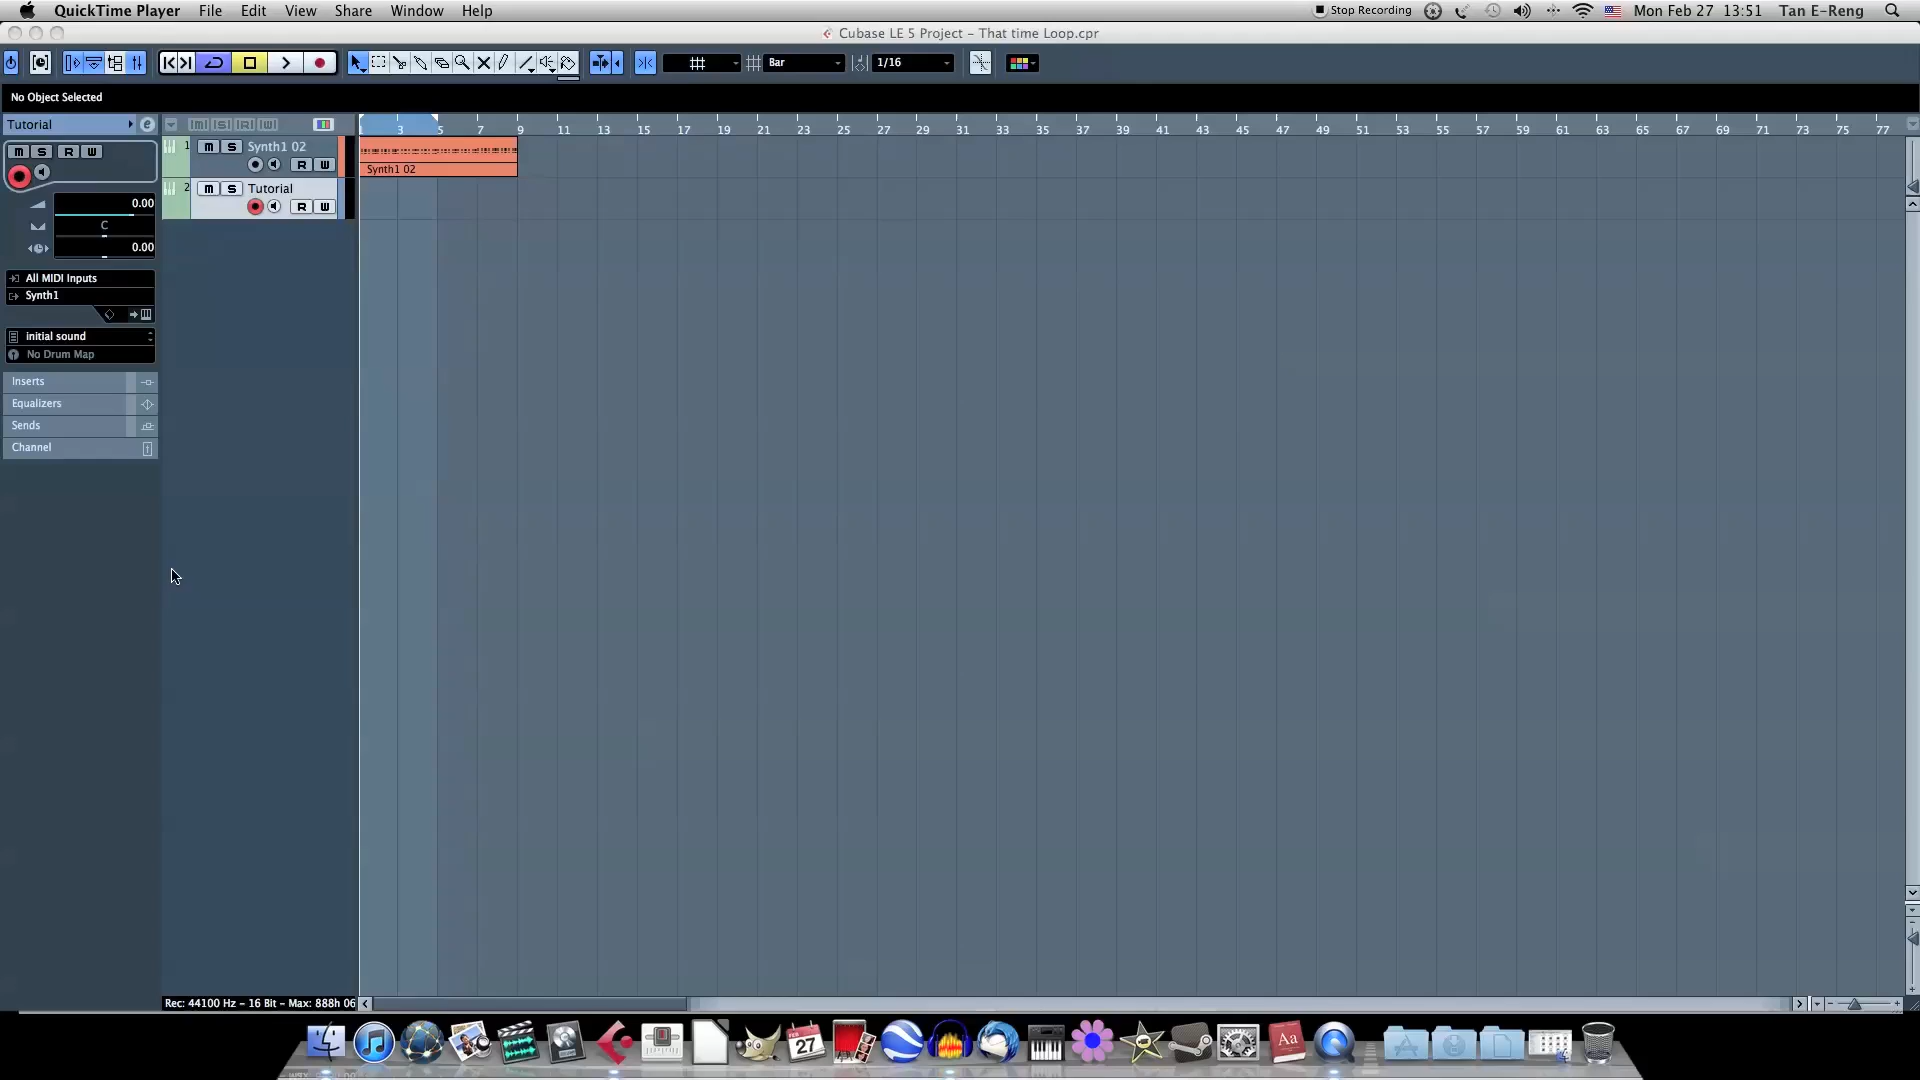 QuickTime Player File Edit View Share Window Help Stop Recording Mon Feb 27 13:51 Tan E-Reng
Cubase LE 5 Project - That time Loop.cpr
Bar 1/16
No Object Selected
Tutorial
m S R W
0.00
C
0.00
All MIDI Inputs
Synth1
initial sound
No Drum Map
Inserts
Equalizers
Sends
Channel
1 m S Synth1 02
R W
2 m S Tutorial
R W
3 5 7 9 11 13 15 17 19 21 23 25 27 29 31 33 35 37 39 41 43 45 47 49 51 53 55 57 59 61 63 65 67 69 71 73 75 77
Synth1 02
Rec: 44100 Hz - 16 Bit - Max: 888h 06
FEB
27
Aa